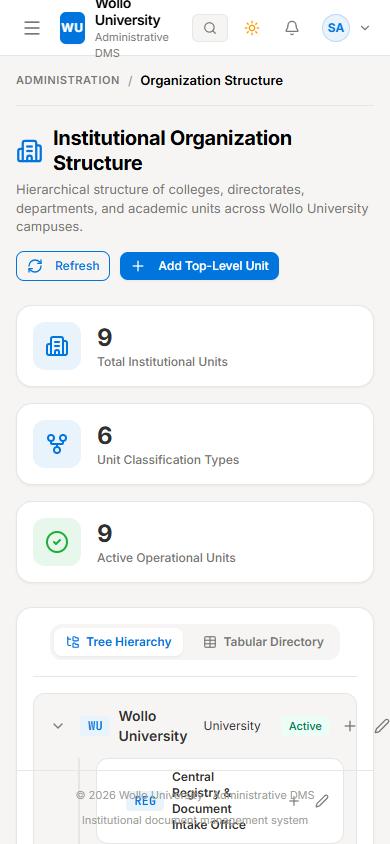 Wollo
University
WU
Administrative
DMS
SA
ADMINISTRATION / Organization Structure
Institutional Organization
Structure
Hierarchical structure of colleges, directorates,
departments, and academic units across Wollo University
campuses.
Refresh
Add Top-Level Unit
9
Total Institutional Units
6
Unit Classification Types
9
Active Operational Units
Tree Hierarchy
Tabular Directory
WU
Wollo
University
University
Active
Central
Registry &
Document
Intake Office
REG
© 2026 Wollo University Administrative DMS
Institutional document management system